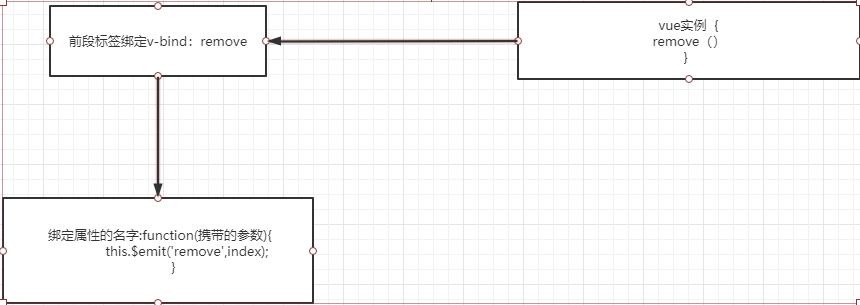 前段标签绑定v-bind：remove
vue实例｛
remove（）
}
绑定属性的名字:function(携带的参数){
this.$emit('remove',index);
}